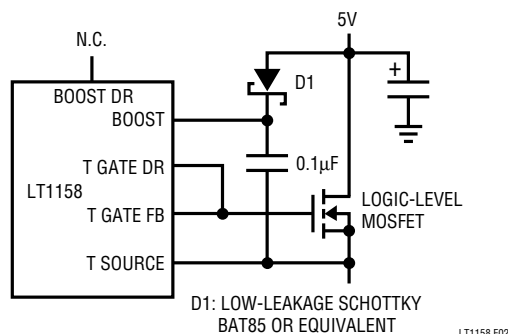 5V
N.C.
+
D1
BOOST DR
BOOST
T GATE DR
0.1µF
LT1158
LOGIC-LEVEL
MOSFET
T GATE FB
T SOURCE
D1: LOW-LEAKAGE SCHOTTKY
BAT85 OR EQUIVALENT
LT1158 F02